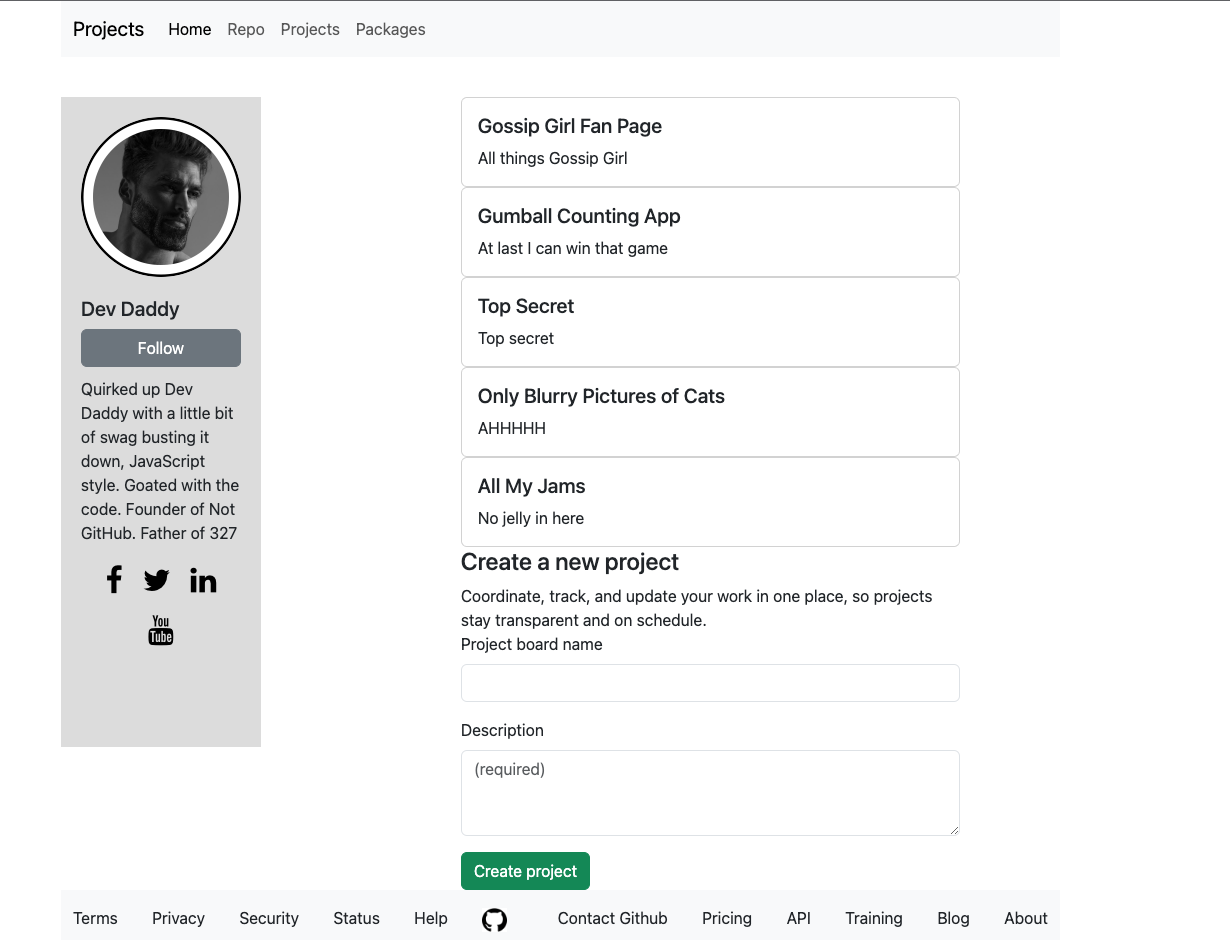 Projects Home Repo Projects Packages
Dev Daddy
Follow
Quirked up Dev
Daddy with a little bit
of swag busting it
down, JavaScript
style. Goated with the
code. Founder of Not
GitHub. Father of 327
You
Tube
Gossip Girl Fan Page
All things Gossip Girl
Gumball Counting App
At last I can win that game
Top Secret
Top secret
Only Blurry Pictures of Cats
AHHHHH
All My Jams
No jelly in here
Create a new project
Coordinate, track, and update your work in one place, so projects
stay transparent and on schedule.
Project board name
Description
(required)
Create project
Terms Privacy Security Status Help Contact Github Pricing API Training Blog About